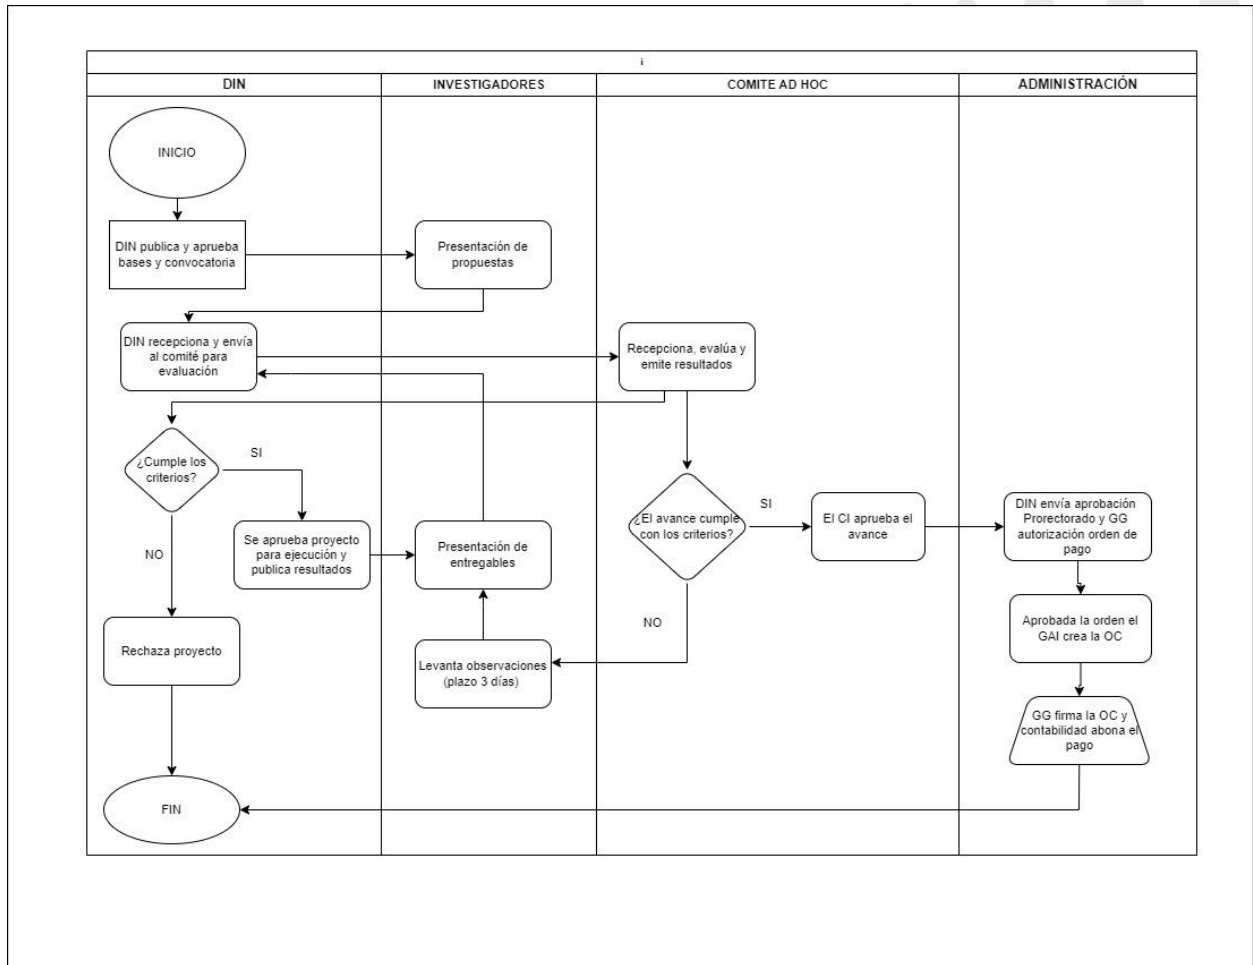 i
DIN
INVESTIGADORES
COMITE AD HOC
ADMINISTRACIÓN
INICIO
DIN publica y aprueba
bases y convocatoria
Presentación de
propuestas
DIN recepciona y envía
al comité para
evaluación
Recepciona, evalúa y
emite resultados
¿Cumple los
criterios?
SI
NO
Se aprueba proyecto
para ejecución y
publica resultados
Presentación de
entregables
¿El avance cumple
con los criterios?
SI
NO
El CI aprueba el
avance
DIN envía aprobación
Prorectorado y GG
autorización orden de
pago
Aprobada la orden el
GAI crea la OC
Rechaza proyecto
Levanta observaciones
(plazo 3 días)
GG firma la OC y
contabilidad abona el
pago
FIN